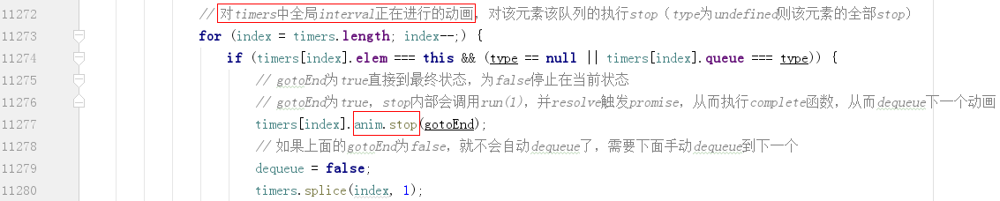 11272 // 对timers中全局interval正在进行的动画，对该元素该队列的执行stop（type为undefined则该元素的全部stop）
11273 for (index = timers.length; index--;) {
11274 if (timers[index].elem === this && (type == null || timers[index].queue === type)) {
11275 // gotoEnd为true直接到最终状态，为false停止在当前状态
11276 // gotoEnd为true，stop内部会调用run(1)，并resolve触发promise，从而执行complete函数，从而dequeue下一个动画
11277 timers[index].anim.stop(gotoEnd);
11278 // 如果上面的gotoEnd为false，就不会自动dequeue了，需要下面手动dequeue到下一个
11279 dequeue = false;
11280 timers.splice(index, 1);